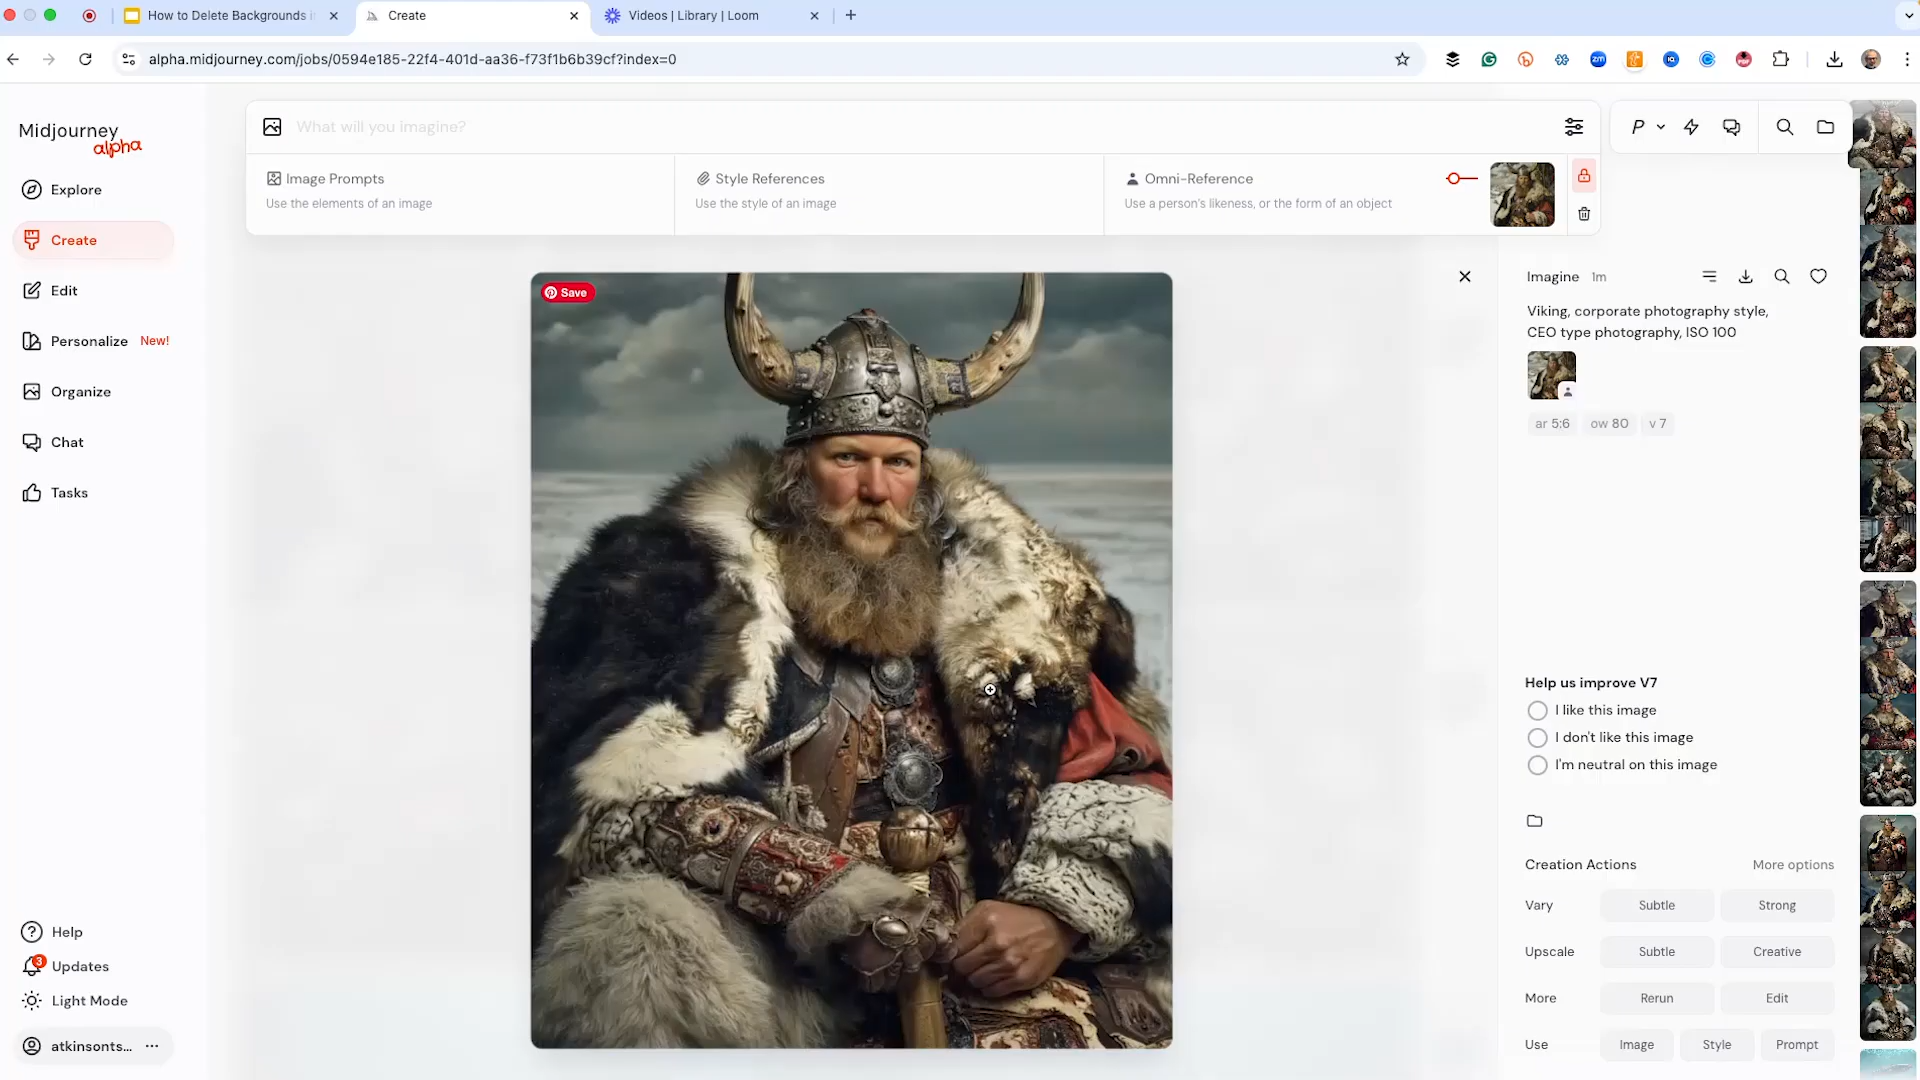 How to Delete Backgrounds i
Create
Videos | Library | Loom
alpha.midjourney.com/jobs/0594e185-22f4-401d-aa36-f73f1b6b39cf?index=0
Midjourney
alpha
Explore
Create
Edit
Personalize New!
Organize
Chat
Tasks
Help
3
Updates
Light Mode
atkinsonts...
What will you imagine?
Image Prompts
Use the elements of an image
Style References
Use the style of an image
Omni-Reference
Use a person's likeness, or the form of an object
P
Save
Imagine 1m
Viking, corporate photography style,
CEO type photography, ISO 100
ar 5:6 ow 80 v 7
Help us improve V7
I like this image
I don't like this image
I'm neutral on this image
Creation Actions More options
Vary Subtle Strong
Upscale Subtle Creative
More Rerun Edit
Use Image Style Prompt